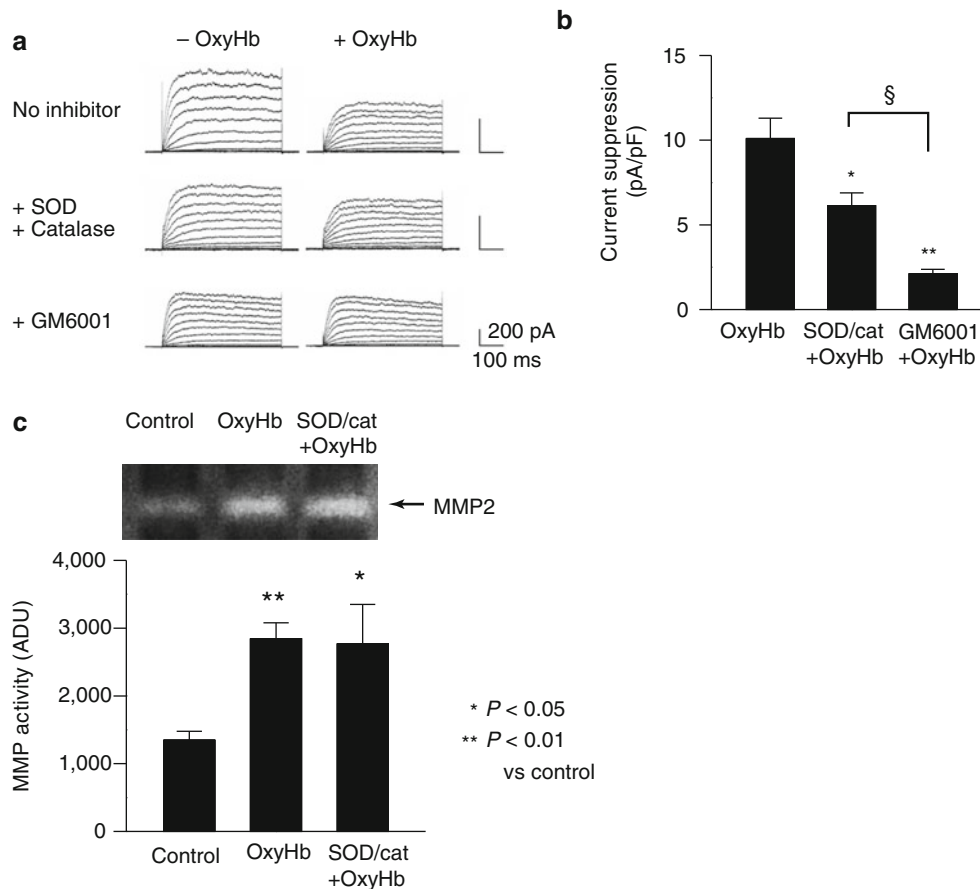 a
– OxyHb + OxyHb
No inhibitor
+ SOD
+ Catalase
+ GM6001
200 pA
100 ms
b
Current suppression
(pA/pF)
15
10
5
0
§
*
**
OxyHb SOD/cat GM6001
+OxyHb +OxyHb
c
Control OxyHb SOD/cat
+OxyHb
MMP2
MMP activity (ADU)
4,000
3,000
2,000
1,000
0
**
*
Control OxyHb SOD/cat
+OxyHb
* P < 0.05
** P < 0.01
vs control